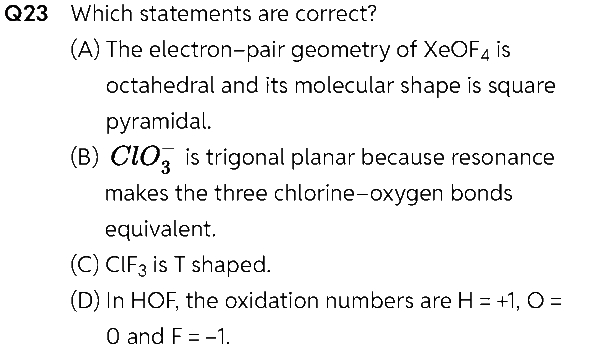 Q23 Which statements are correct?
(A) The electron-pair geometry of XeOF₄ is
octahedral and its molecular shape is square
pyramidal.
(B) ClO₃⁻ is trigonal planar because resonance
makes the three chlorine-oxygen bonds
equivalent.
(C) ClF₃ is T shaped.
(D) In HOF, the oxidation numbers are H = +1, O =
0 and F = -1.